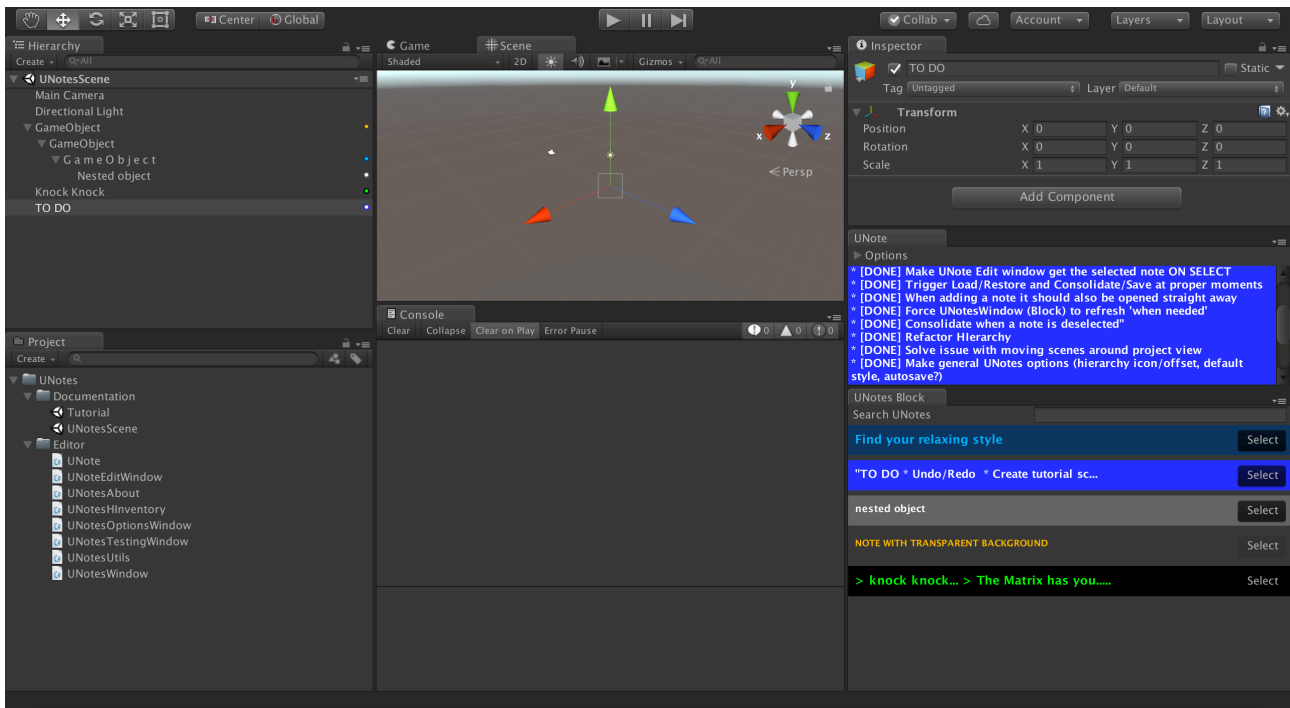 Center Global
Collab Account Layers Layout
Hierarchy
Create All
UNotesScene
Main Camera
Directional Light
GameObject
GameObject
G a m e O b j e c t
Nested object
Knock Knock
TO DO
Project
Create
UNotes
Documentation
Tutorial
UNotesScene
Editor
UNote
UNoteEditWindow
UNotesAbout
UNotesHInventory
UNotesOptionsWindow
UNotesTestingWindow
UNotesUtils
UNotesWindow
Game Scene
Shaded 2D Gizmos All
y
x z
Persp
Console
Clear Collapse Clear on Play Error Pause 0 0 0
Inspector
TO DO Static
Tag Untagged Layer Default
Transform
Position X 0 Y 0 Z 0
Rotation X 0 Y 0 Z 0
Scale X 1 Y 1 Z 1
Add Component
UNote
Options
* [DONE] Make UNote Edit window get the selected note ON SELECT
* [DONE] Trigger Load/Restore and Consolidate/Save at proper moments
* [DONE] When adding a note it should also be opened straight away
* [DONE] Force UNotesWindow (Block) to refresh 'when needed'
* [DONE] Consolidate when a note is deselected"
* [DONE] Refactor HIerarchy
* [DONE] Solve issue with moving scenes around project view
* [DONE] Make general UNotes options (hierarchy icon/offset, default
style, autosave?)
UNotes Block
Search UNotes
Find your relaxing style Select
"TO DO * Undo/Redo  * Create tutorial sc... Select
nested object Select
NOTE WITH TRANSPARENT BACKGROUND Select
> knock knock... > The Matrix has you..... Select